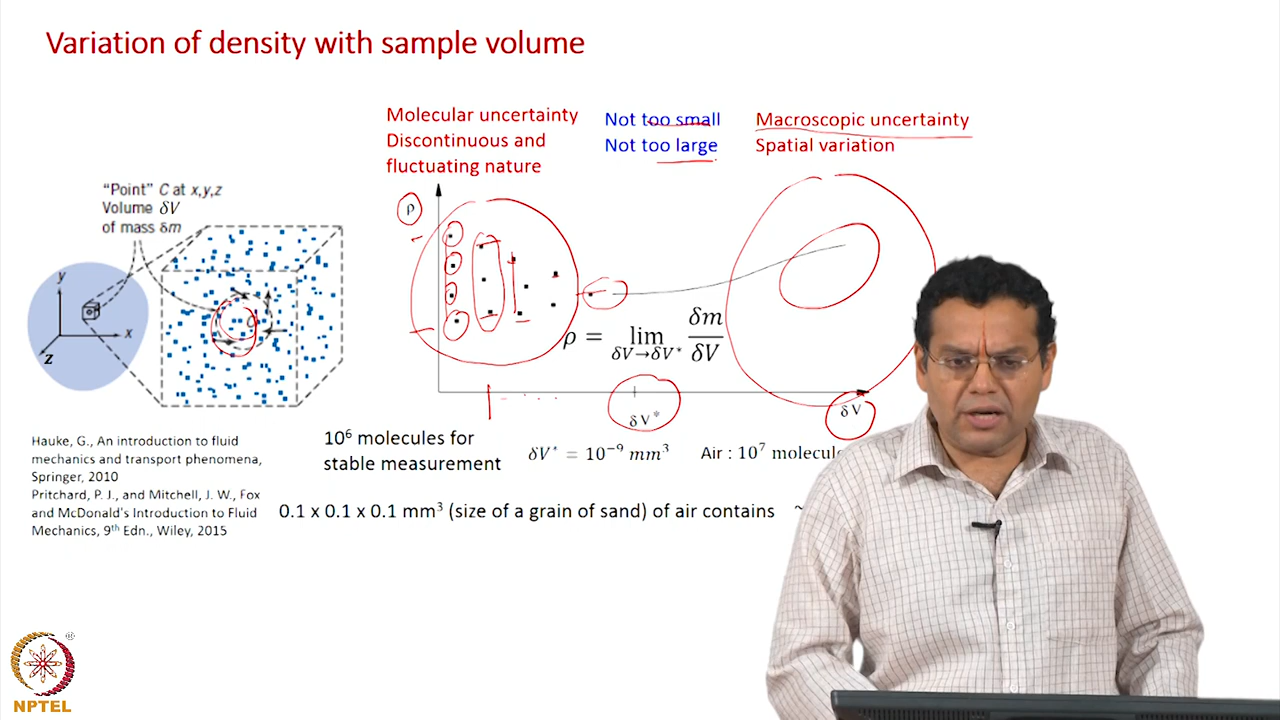 Variation of density with sample volume
Molecular uncertainty
Discontinuous and
fluctuating nature
Not too small
Not too large
Macroscopic uncertainty
Spatial variation
"Point" C at x,y,z
Volume δV
of mass δm
y
x
z
C
ρ
ρ = lim δV→δV* δm/δV
δV*
δV
10⁶ molecules for
stable measurement
δV* = 10⁻⁹ mm³
Air : 10⁷
0.1 x 0.1 x 0.1 mm³ (size of a grain of sand) of air contains ~
Hauke, G., An introduction to fluid
mechanics and transport phenomena,
Springer, 2010
Pritchard, P. J., and Mitchell, J. W., Fox
and McDonald's Introduction to Fluid
Mechanics, 9th Edn., Wiley, 2015
®
NPTEL